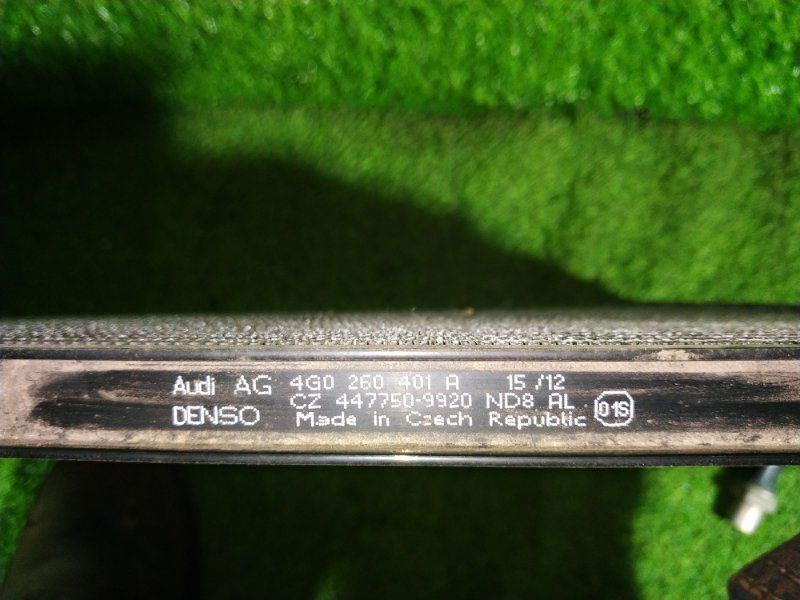 Audi AG 4G0 260 401 A 15 /12
CZ 447750-9920 ND8 AL
DENSO Made in Czech Republic 01S